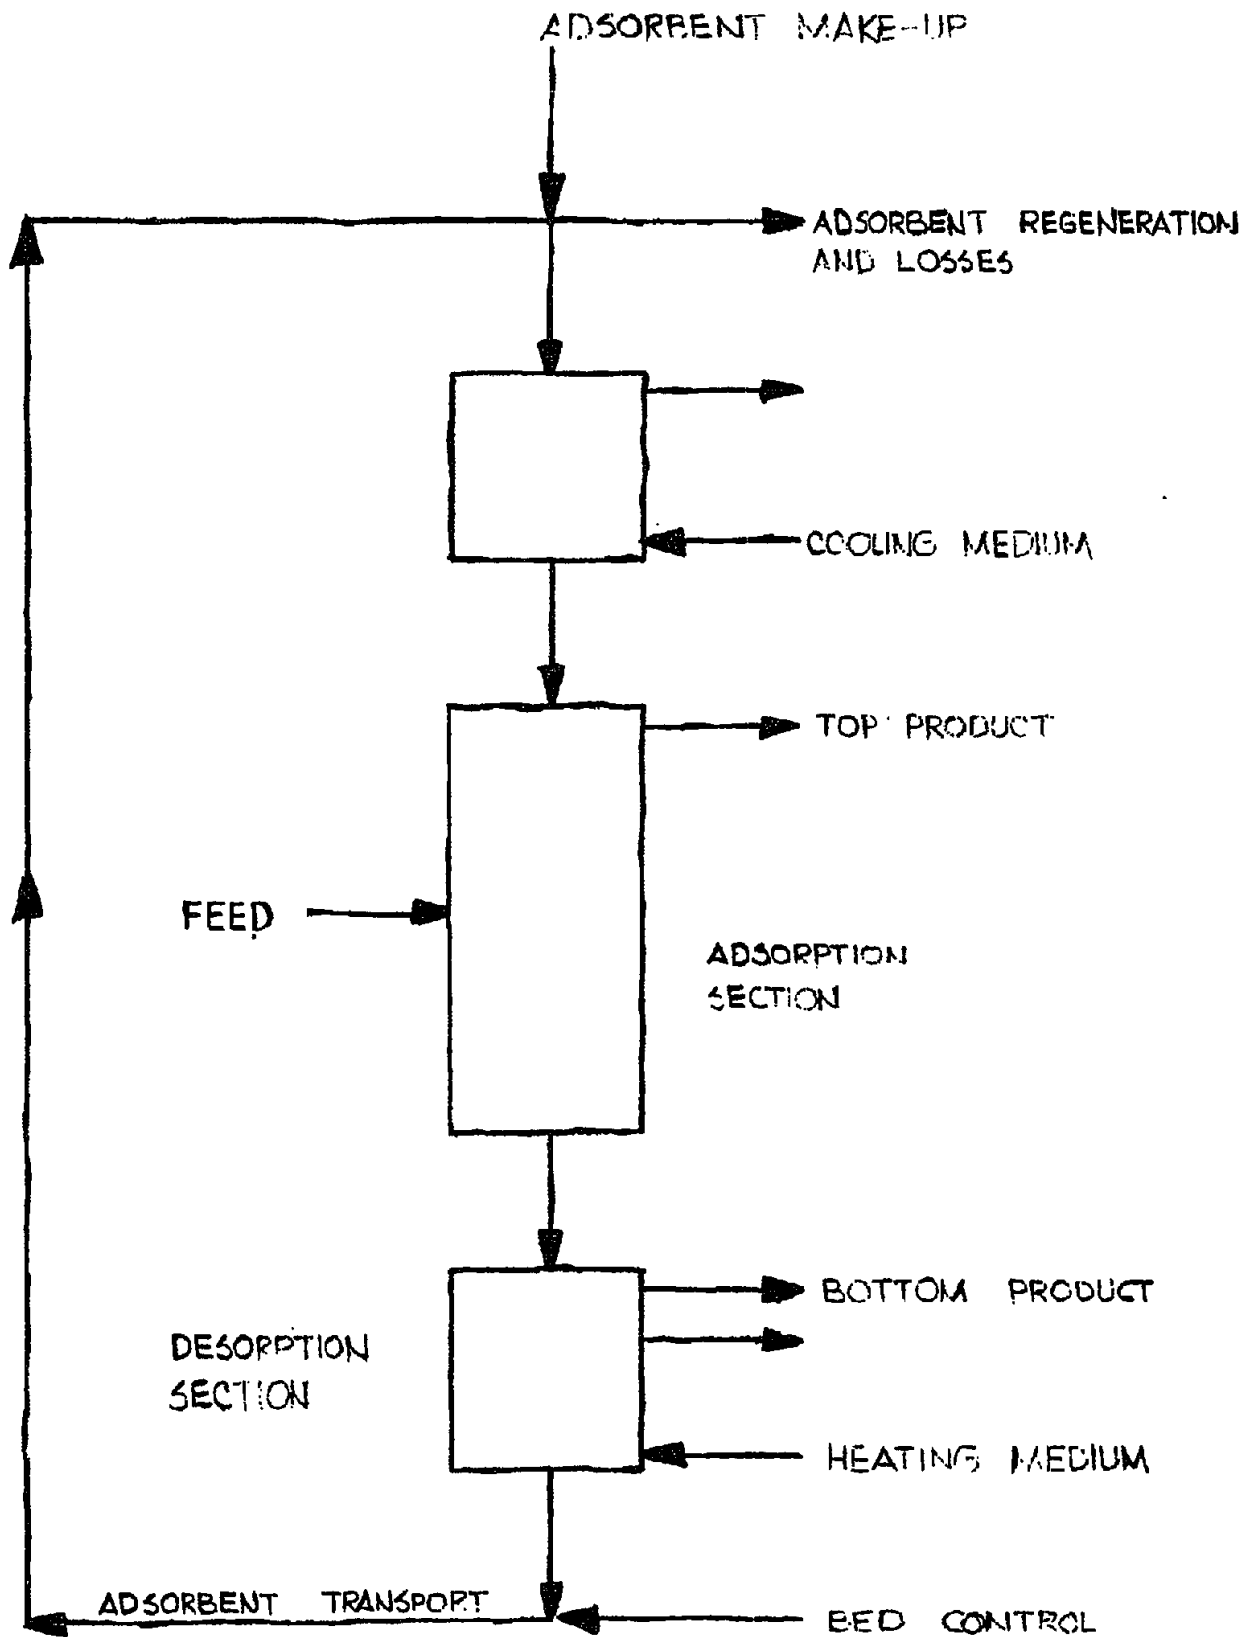 ADSORBENT MAKE-UP
ADSORBENT REGENERATION
AND LOSSES
COOLING MEDIUM
TOP PRODUCT
FEED
ADSORPTION
SECTION
BOTTOM PRODUCT
DESORPTION
SECTION
HEATING MEDIUM
ADSORBENT TRANSPORT
BED CONTROL